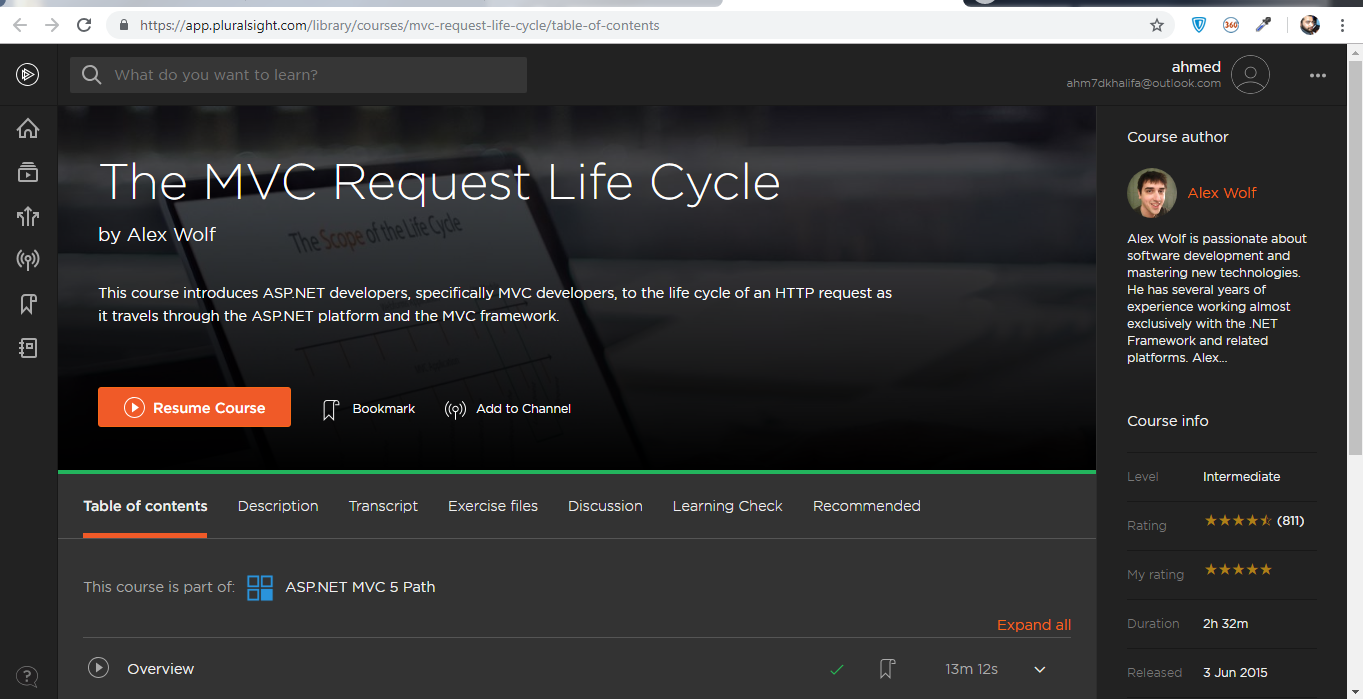 https://app.pluralsight.com/library/courses/mvc-request-life-cycle/table-of-contents
360
What do you want to learn?
ahmed
ahm7dkhalifa@outlook.com
The MVC Request Life Cycle
The Scope of the Life Cycle
by Alex Wolf
This course introduces ASP.NET developers, specifically MVC developers, to the life cycle of an HTTP request as
it travels through the ASP.NET platform and the MVC framework.
Resume Course
Bookmark
Add to Channel
Table of contents
Description
Transcript
Exercise files
Discussion
Learning Check
Recommended
This course is part of:
ASP.NET MVC 5 Path
Expand all
Overview
13m 12s
Course author
Alex Wolf
Alex Wolf is passionate about
software development and
mastering new technologies.
He has several years of
experience working almost
exclusively with the .NET
Framework and related
platforms. Alex...
Course info
Level Intermediate
Rating (811)
My rating
Duration 2h 32m
Released 3 Jun 2015
?